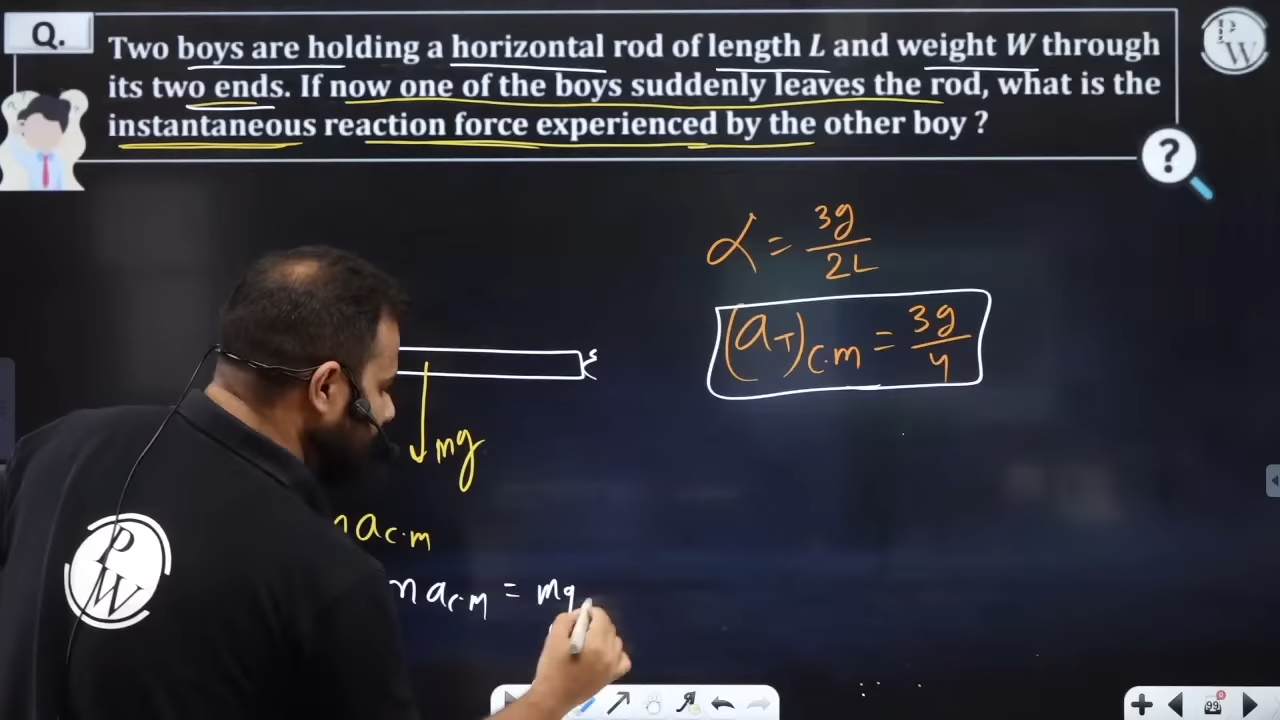 Q.
Two boys are holding a horizontal rod of length L and weight W through
its two ends. If now one of the boys suddenly leaves the rod, what is the
instantaneous reaction force experienced by the other boy ?
P
W
?
α = 3g/2L
(aT)C.M = 3g/4
mg
aC.M
aC.M = mg
P
W
99